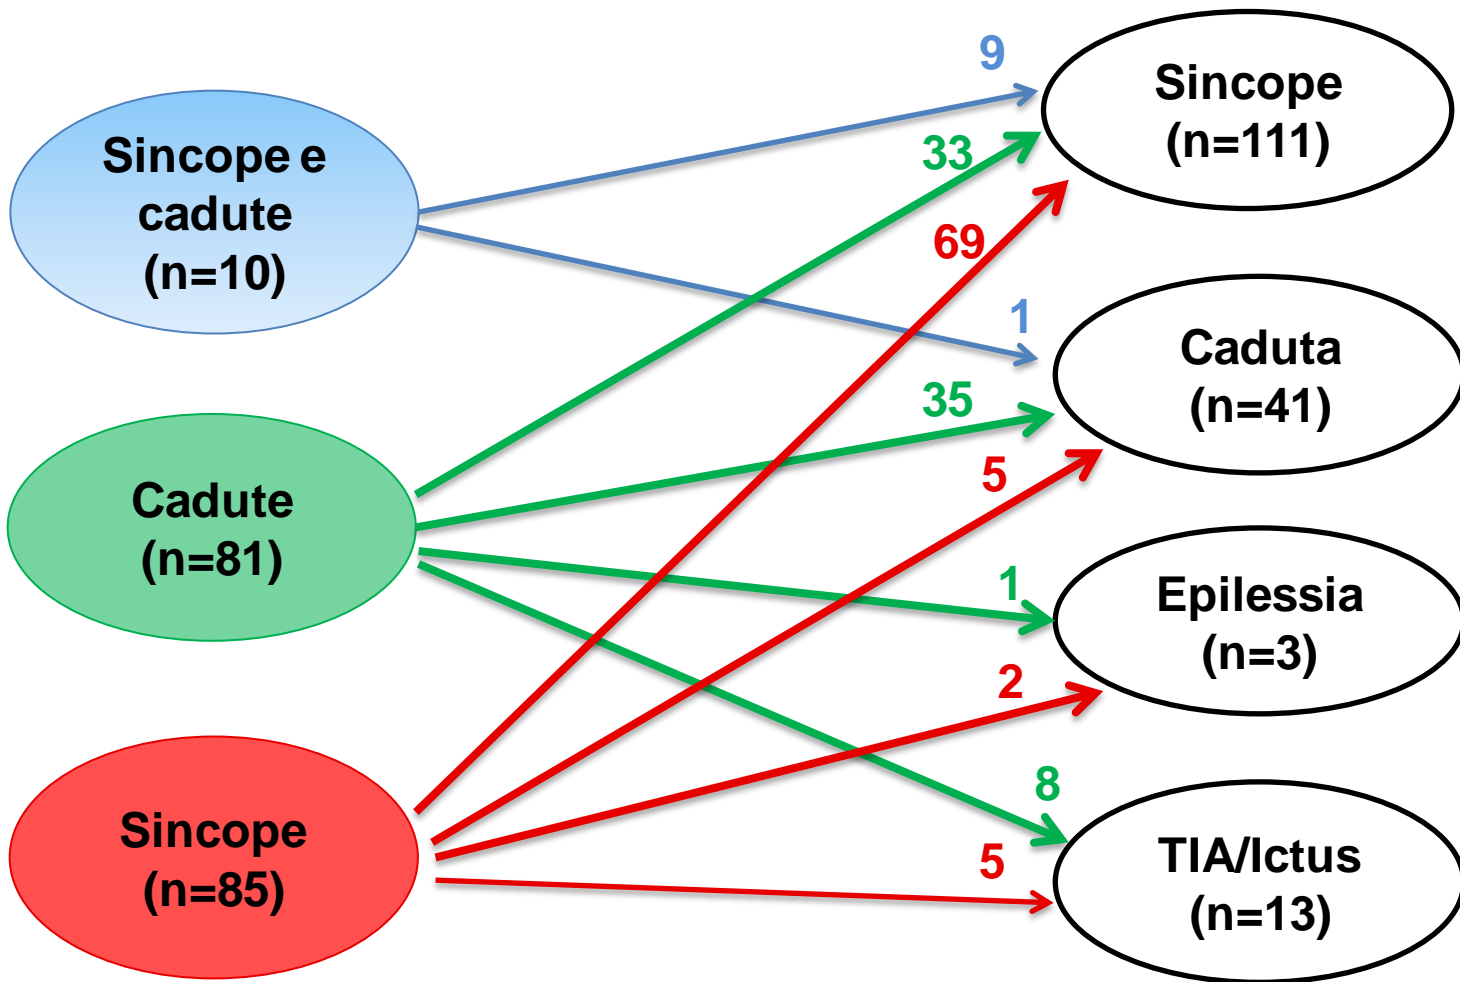 Sincope e
cadute
(n=10)
Cadute
(n=81)
Sincope
(n=85)
9
33
69
1
35
5
1
2
8
5
Sincope
(n=111)
Caduta
(n=41)
Epilessia
(n=3)
TIA/Ictus
(n=13)